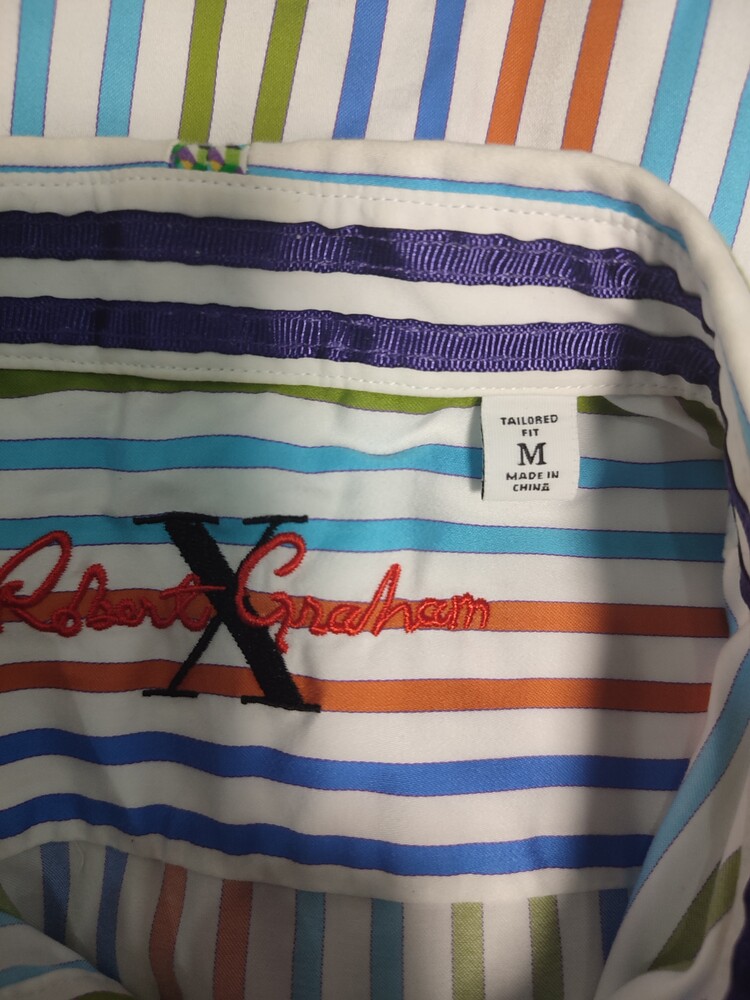 TAILORED
FIT
M
MADE IN
CHINA
Robert X Graham